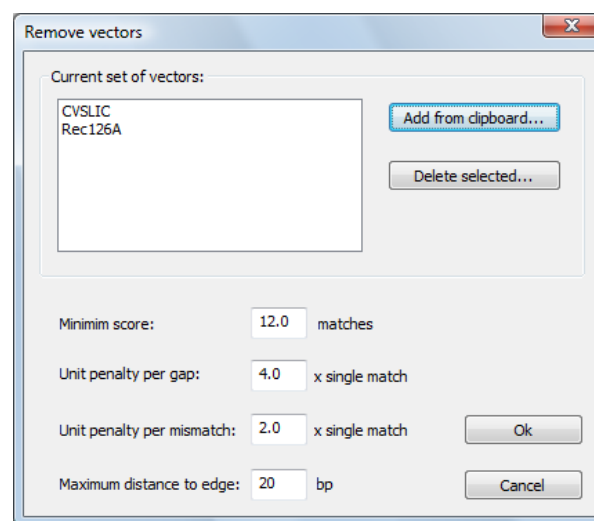 Remove vectors
Current set of vectors:
CVSLIC
Rec126A
Add from clipboard...
Delete selected...
Minimim score: 12.0 matches
Unit penalty per gap: 4.0 x single match
Unit penalty per mismatch: 2.0 x single match
Ok
Maximum distance to edge: 20 bp
Cancel